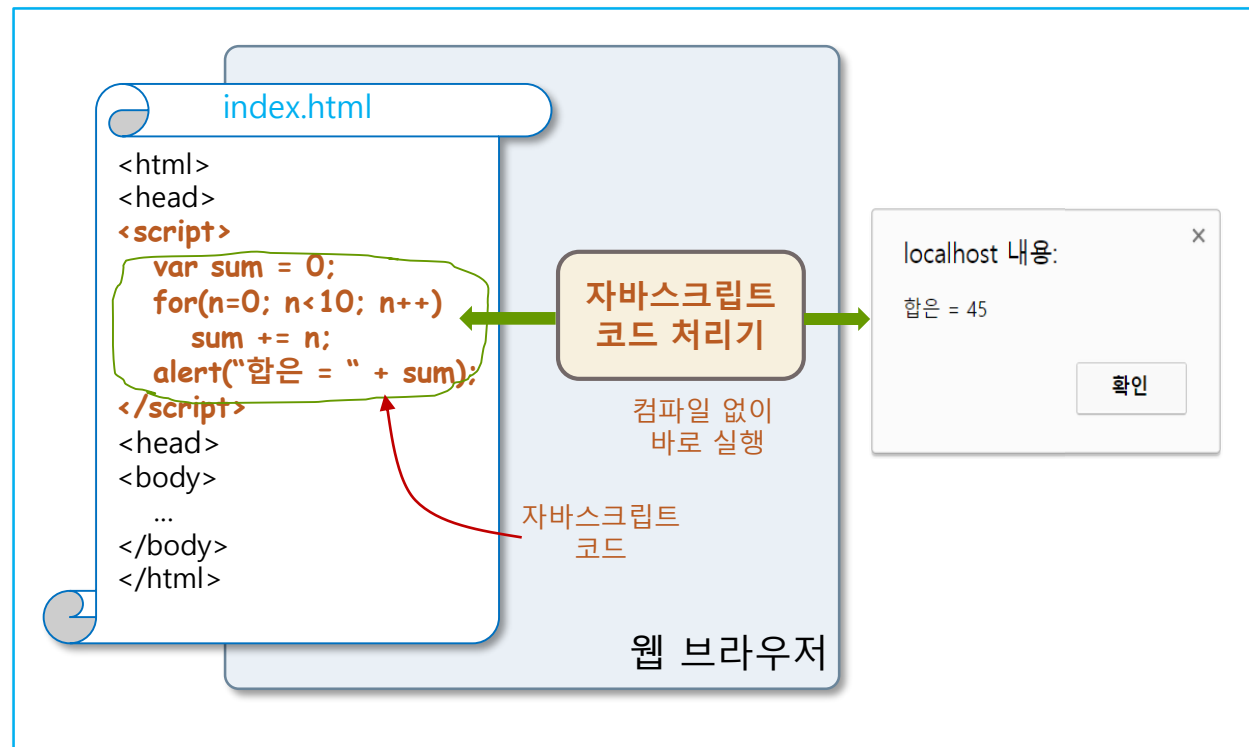 index.html
<html>
<head>
<script>
var sum = 0;
for(n=0; n<10; n++)
sum += n;
alert(“합은 = “ + sum);
</script>
<head>
<body>
...
</body>
</html>
자바스크립트
코드 처리기
컴파일 없이
바로 실행
자바스크립트
코드
웹 브라우저
localhost 내용:
×
합은 = 45
확인